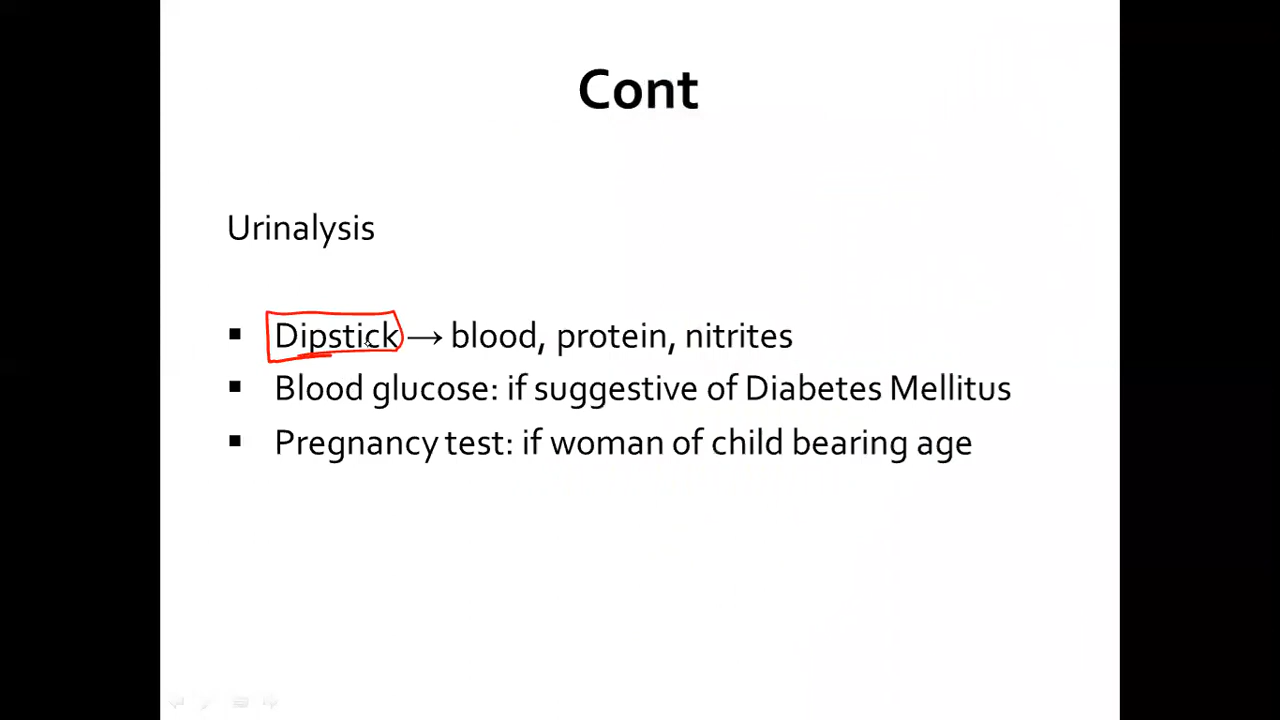 Cont
Urinalysis
▪ Dipstick → blood, protein, nitrites
▪ Blood glucose: if suggestive of Diabetes Mellitus
▪ Pregnancy test: if woman of child bearing age